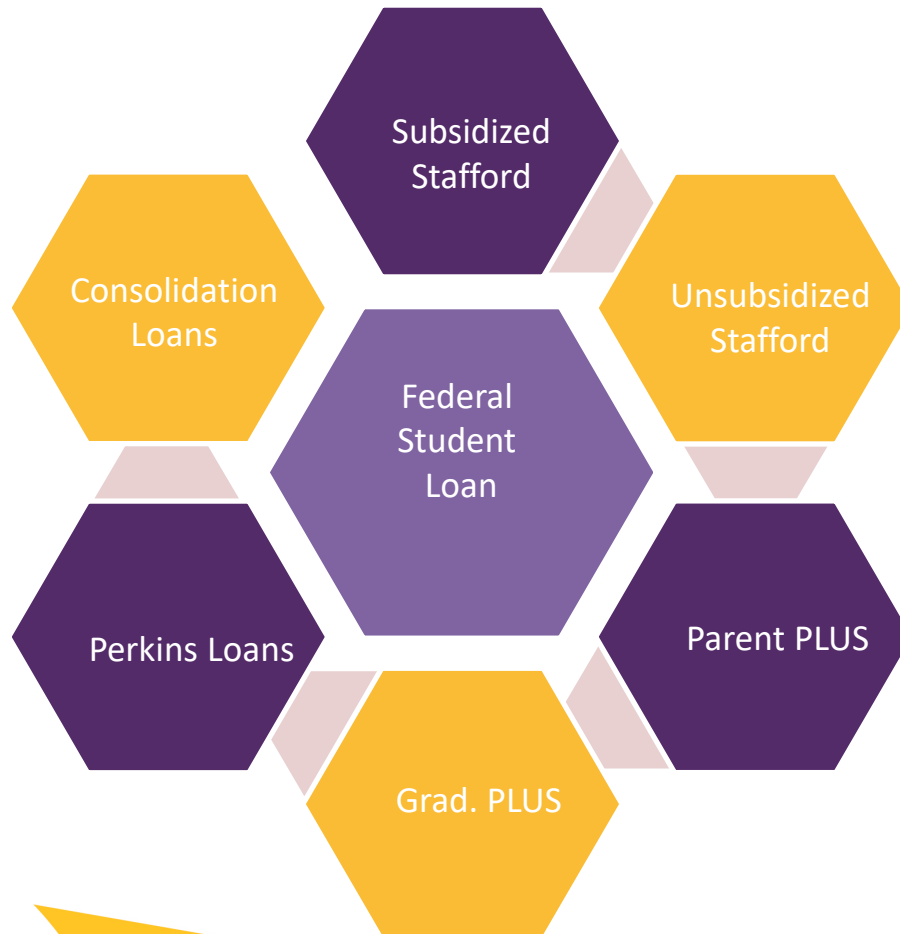 Subsidized
Stafford
Consolidation
Loans
Unsubsidized
Stafford
Federal
Student
Loan
Perkins Loans
Parent PLUS
Grad. PLUS